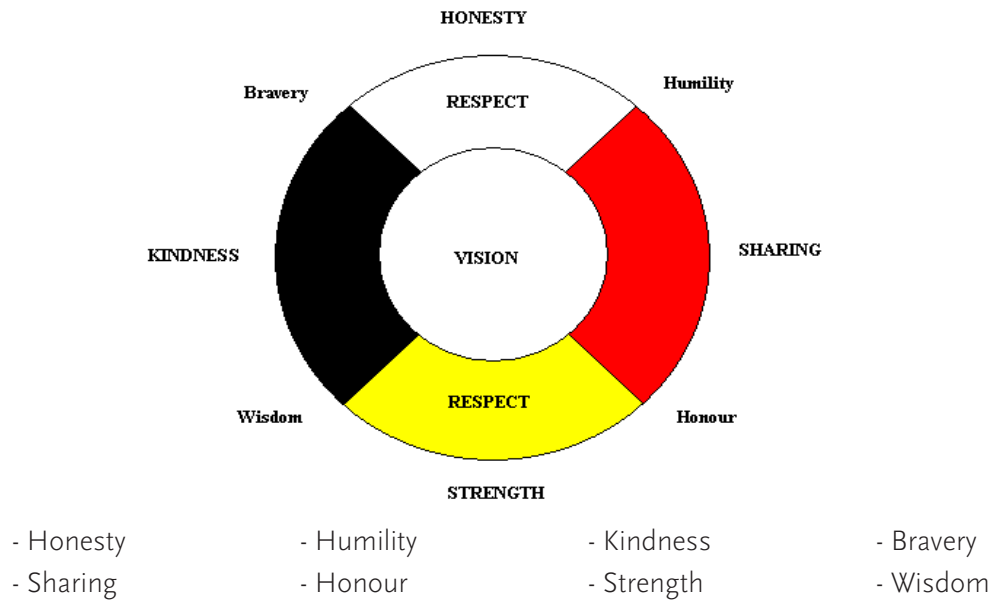 HONESTY
Bravery
Humility
RESPECT
KINDNESS
VISION
SHARING
RESPECT
Wisdom
Honour
STRENGTH
- Honesty - Humility - Kindness - Bravery
- Sharing - Honour - Strength - Wisdom